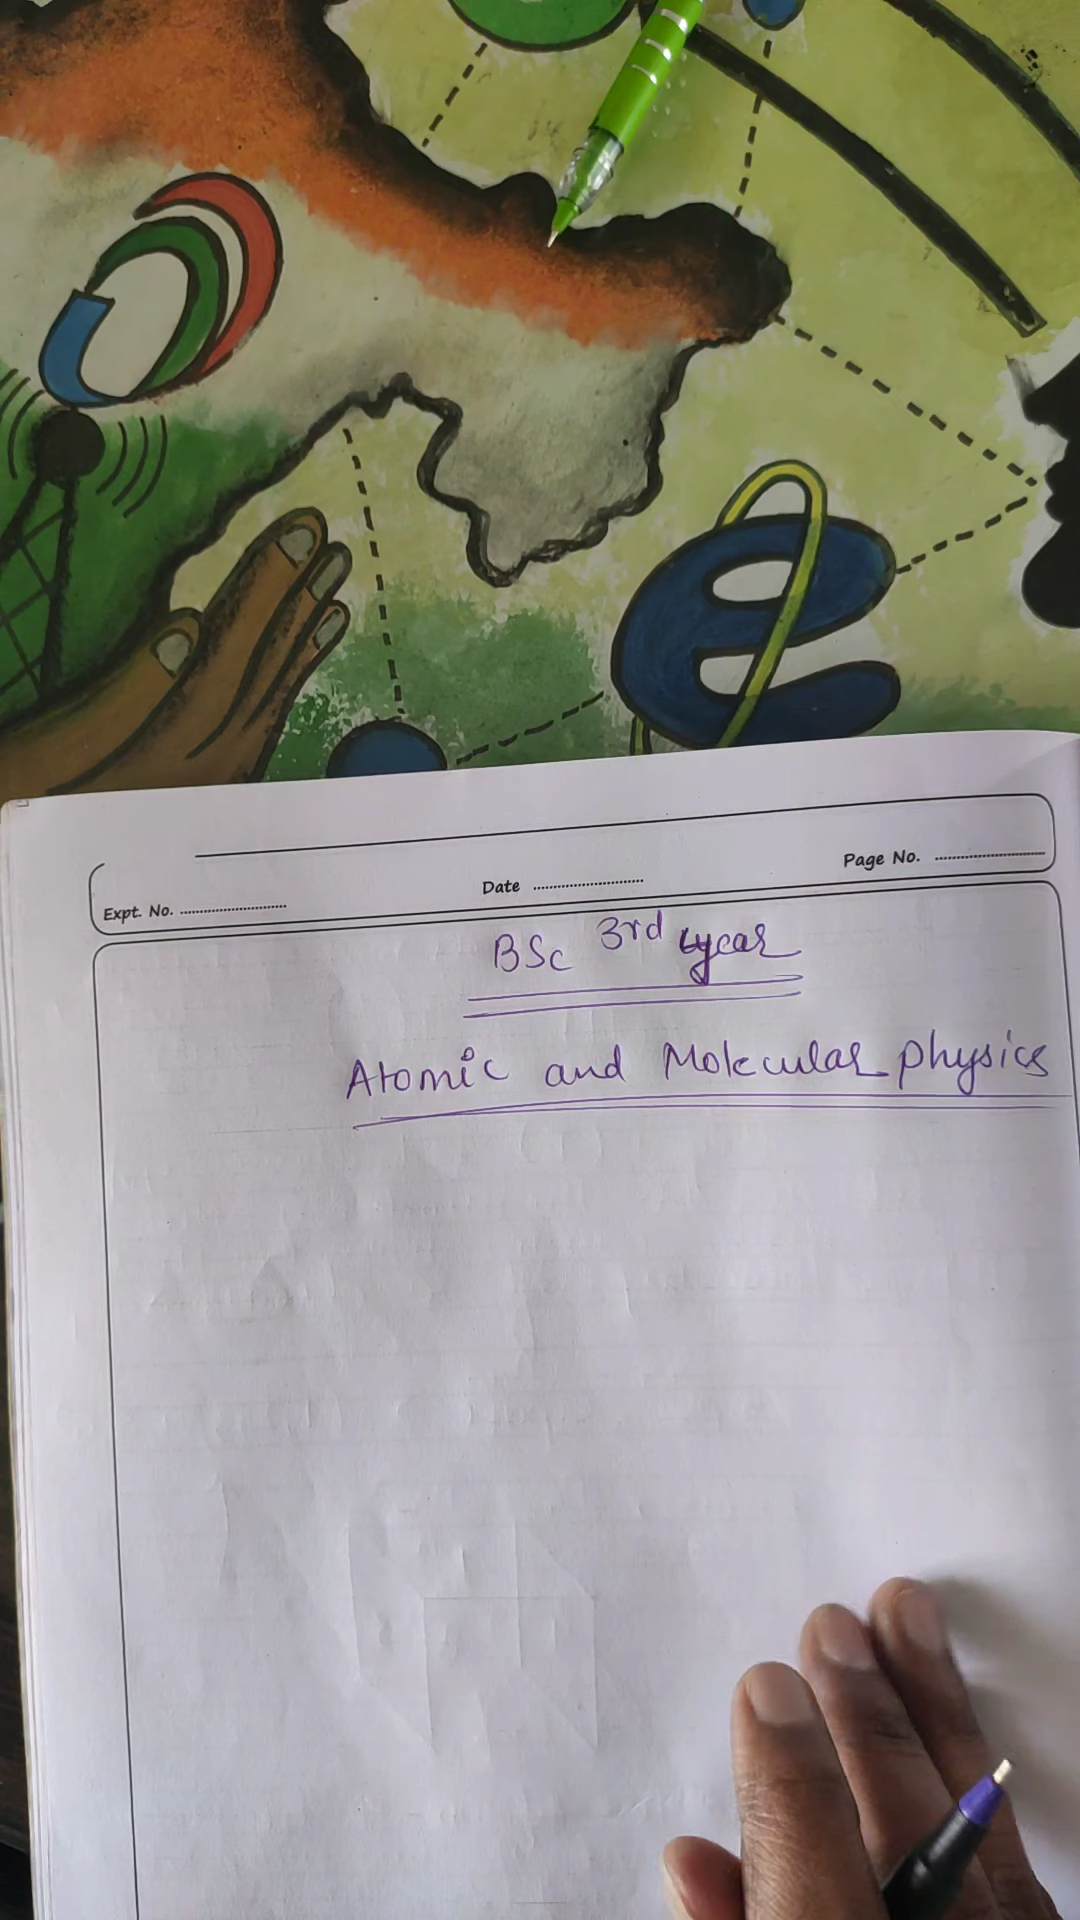 Page No. ........................
Date ........................
Expt. No. ........................
BSc 3rd year
Atomic and Molecular physics